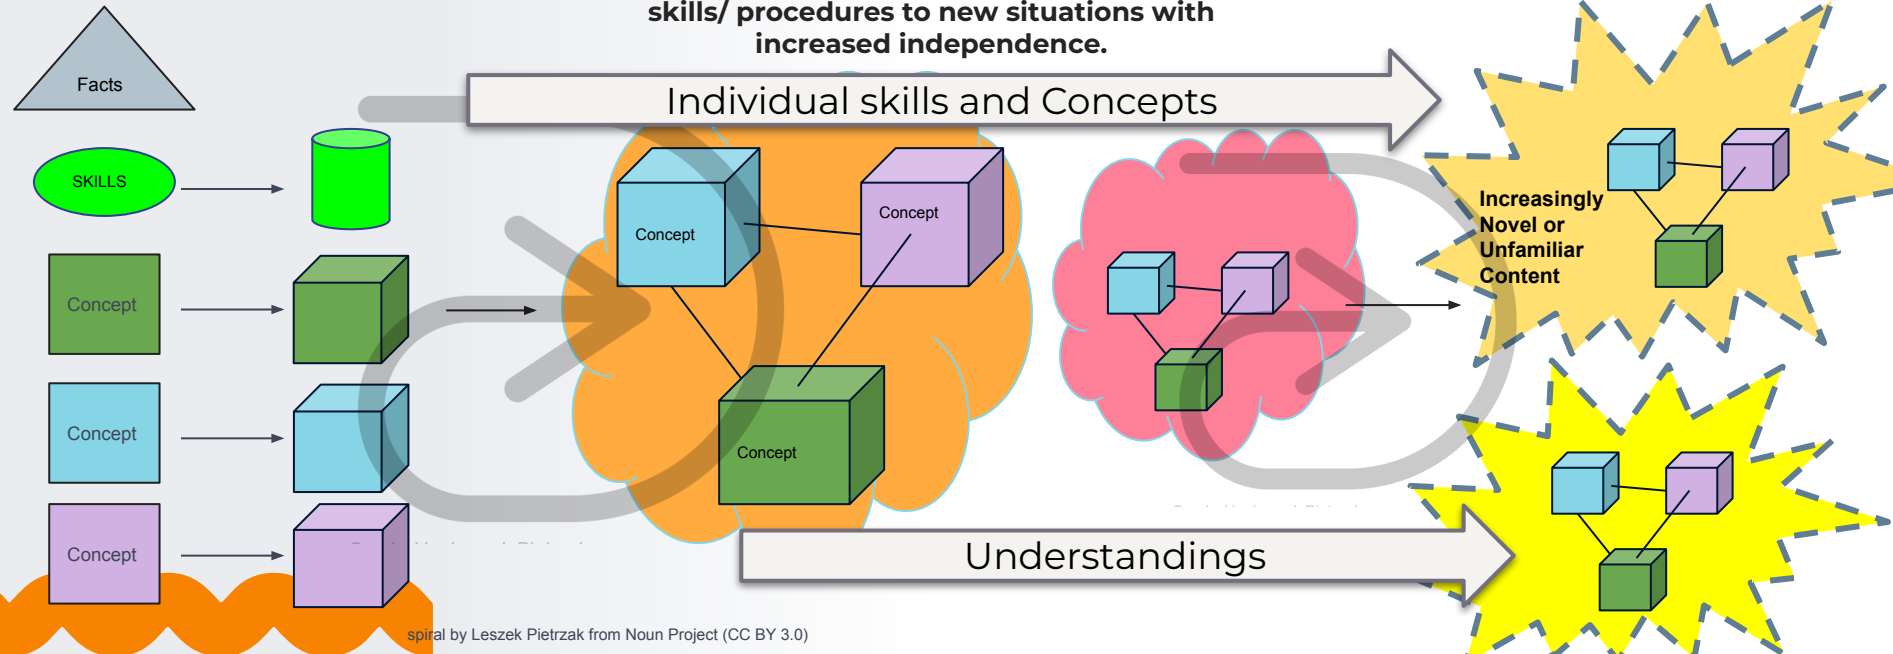 skills/ procedures to new situations with
increased independence.
Facts
Individual skills and Concepts
SKILLS
Increasingly
Novel or
Unfamiliar
Content
Concept
Concept
Concept
Concept
Concept
Concept
Understandings
spiral by Leszek Pietrzak from Noun Project (CC BY 3.0)